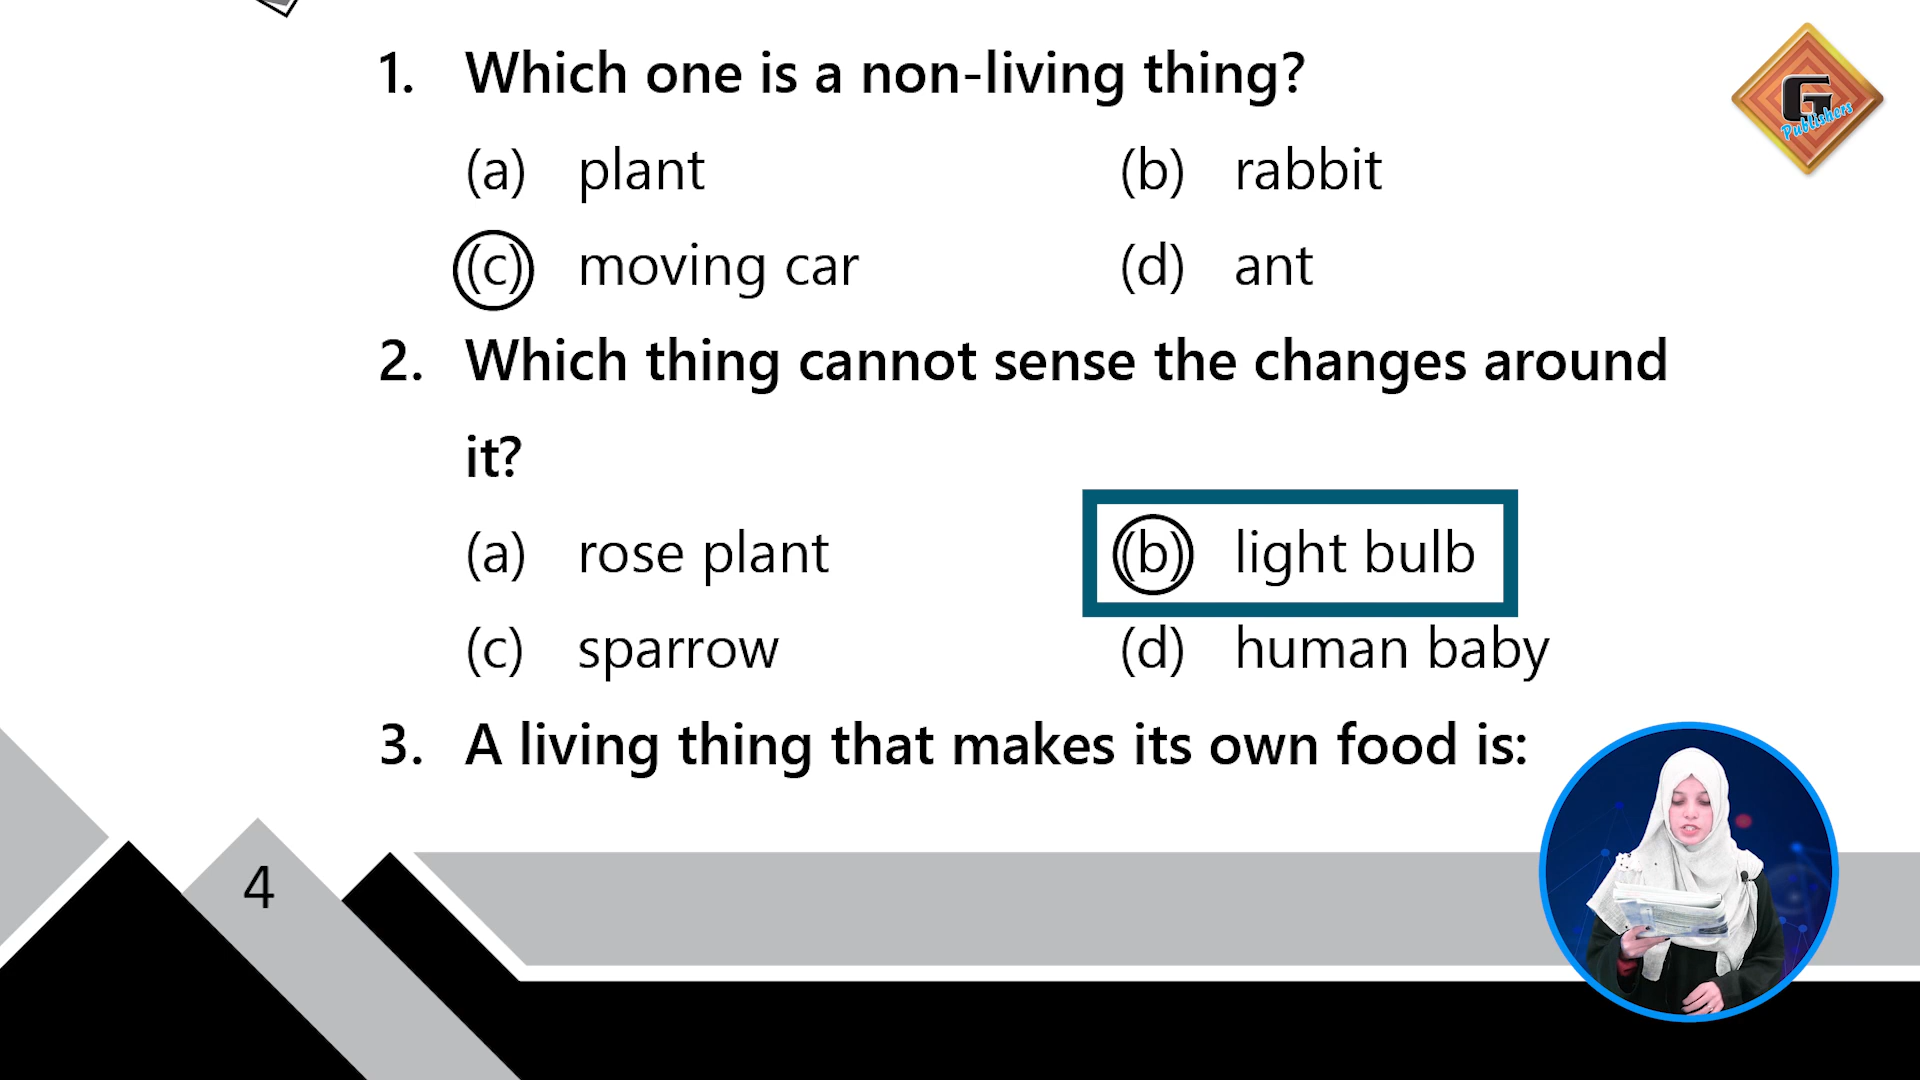 1. Which one is a non-living thing?
(a) plant (b) rabbit
(c) moving car (d) ant
2. Which thing cannot sense the changes around
it?
(a) rose plant (b) light bulb
(c) sparrow (d) human baby
3. A living thing that makes its own food is:
4
G
Publishers